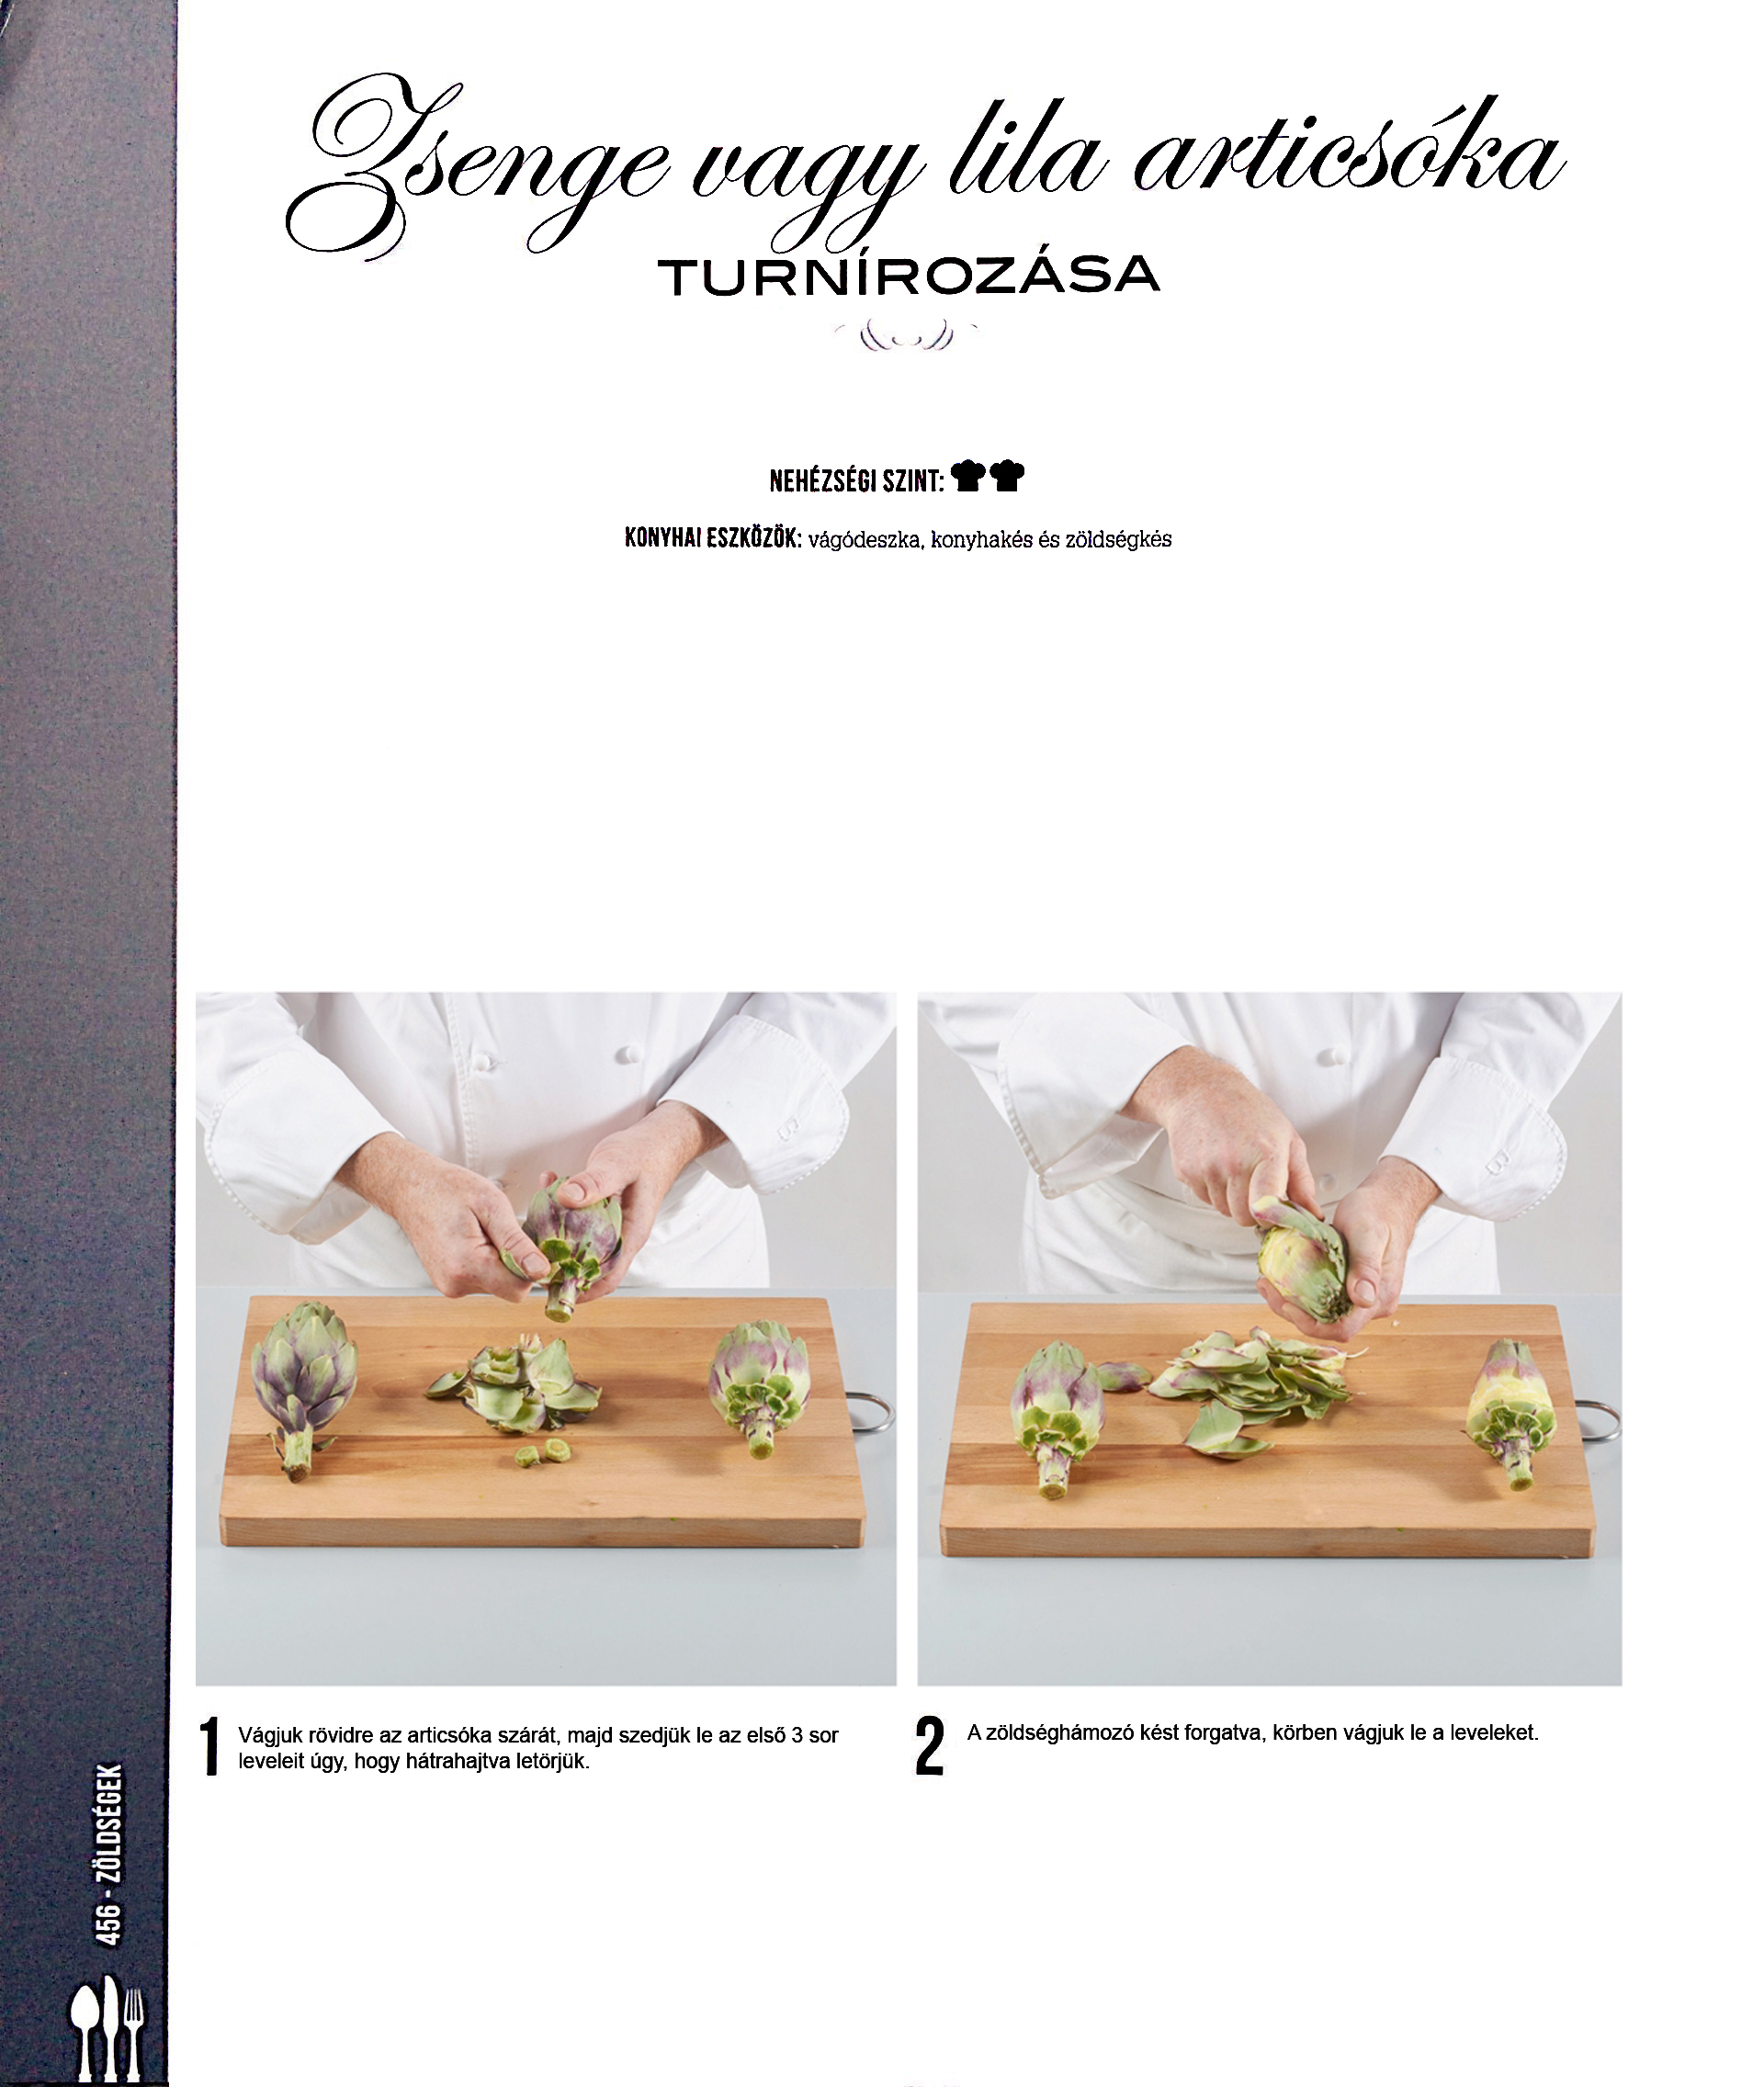 Zsenge vagy lila articsóka
TURNÍROZÁSA
NEHÉZSÉGI SZINT:
KONYHAI ESZKÖZÖK: vágódeszka, konyhakés és zöldségkés
1 Vágjuk rövidre az articsóka szárát, majd szedjük le az első 3 sor
leveleit úgy, hogy hátrahajtva letörjük.
2 A zöldséghámozó kést forgatva, körben vágjuk le a leveleket.
456 - ZÖLDSÉGEK